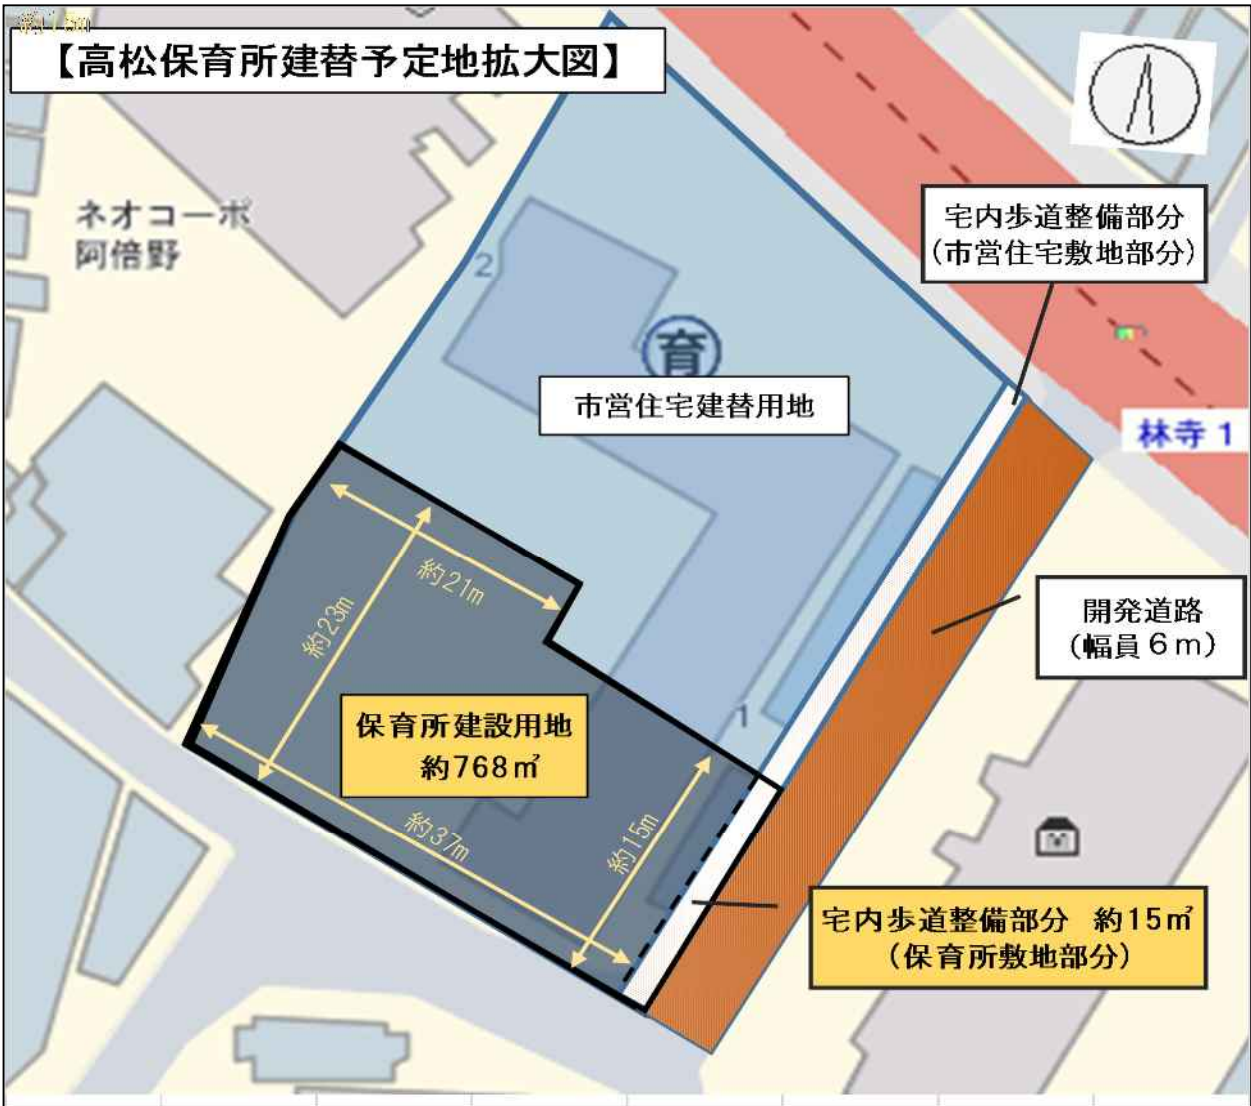 【高松保育所建替予定地拡大図】
ネオコーポ
阿倍野
2
育
宅内歩道整備部分
(市営住宅敷地部分)
市営住宅建替用地
林寺1
約21m
約23m
開発道路
(幅員6m)
保育所建設用地
約768㎡
1
約37m
約15m
宅内歩道整備部分 約15㎡
(保育所敷地部分)